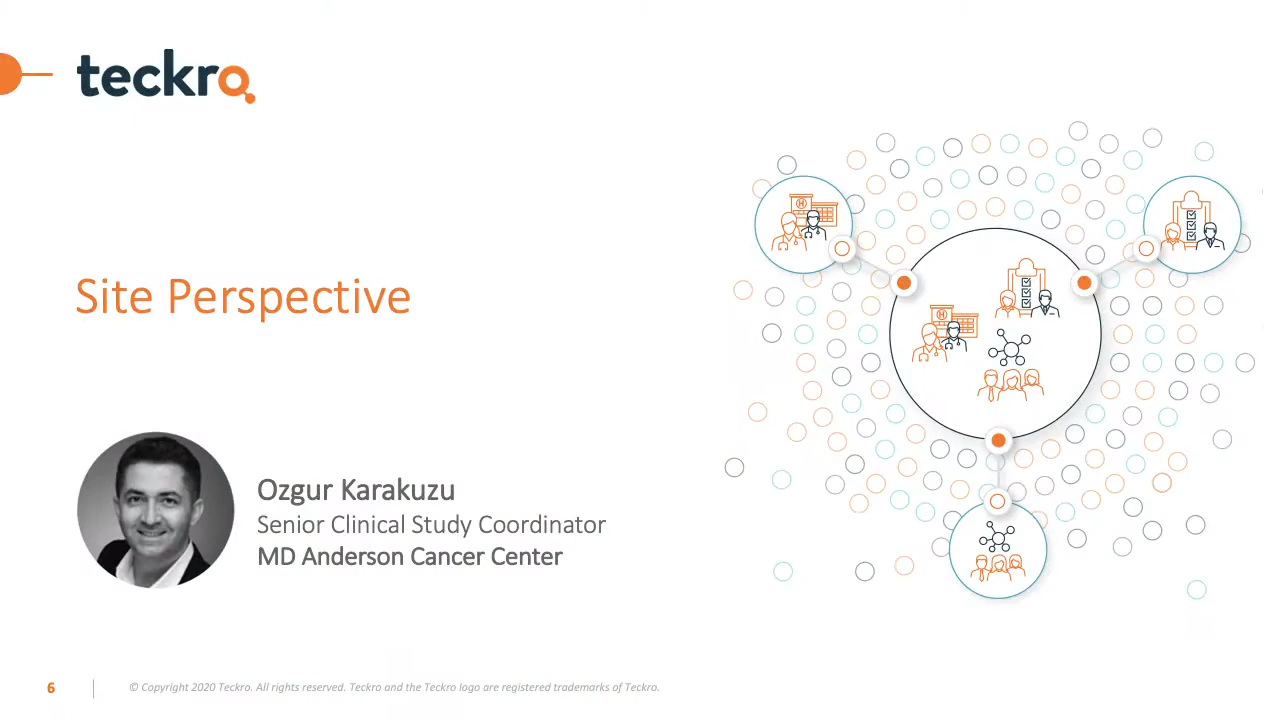 teckro
Site Perspective
Ozgur Karakuzu
Senior Clinical Study Coordinator
MD Anderson Cancer Center
6
© Copyright 2020 Teckro. All rights reserved. Teckro and the Teckro logo are registered trademarks of Teckro.